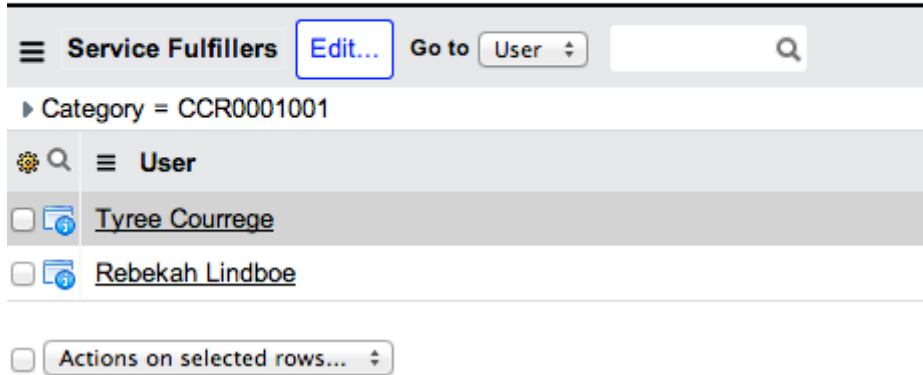 Service Fulfillers Edit... Go to User
Category = CCR0001001
User
Tyree Courrege
Rebekah Lindboe
Actions on selected rows...